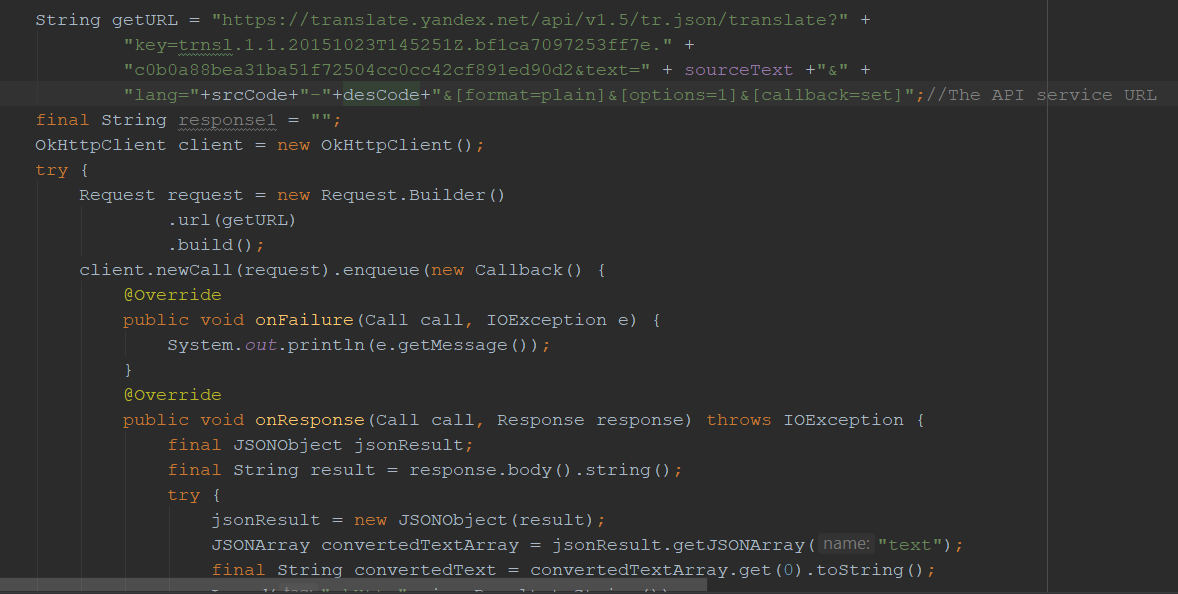 String getURL = "https://translate.yandex.net/api/v1.5/tr.json/translate?" +
"key=trnsl.1.1.20151023T145251Z.bf1ca7097253ff7e." +
"c0b0a88bea31ba51f72504cc0cc42cf891ed90d2&text=" + sourceText +"&" +
"lang="+srcCode+"-"+desCode+"&[format=plain]&[options=1]&[callback=set]";//The API service URL
final String response1 = "";
OkHttpClient client = new OkHttpClient();
try {
Request request = new Request.Builder()
.url(getURL)
.build();
client.newCall(request).enqueue(new Callback() {
@Override
public void onFailure(Call call, IOException e) {
System.out.println(e.getMessage());
}
@Override
public void onResponse(Call call, Response response) throws IOException {
final JSONObject jsonResult;
final String result = response.body().string();
try {
jsonResult = new JSONObject(result);
JSONArray convertedTextArray = jsonResult.getJSONArray( name: "text");
final String convertedText = convertedTextArray.get(0).toString();